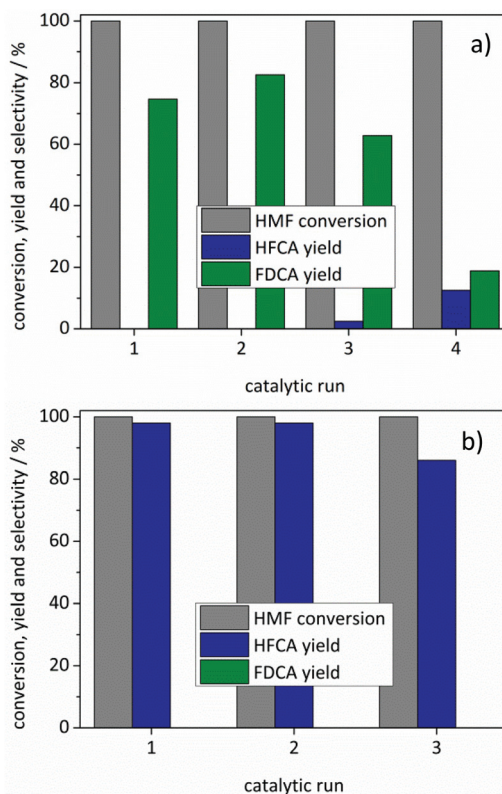 conversion, yield and selectivity / %
100
80
60
40
20
0
a)
HMF conversion
HFCA yield
FDCA yield
1 2 3 4
catalytic run
conversion, yield and selectivity / %
100
80
60
40
20
0
b)
HMF conversion
HFCA yield
FDCA yield
1 2 3
catalytic run